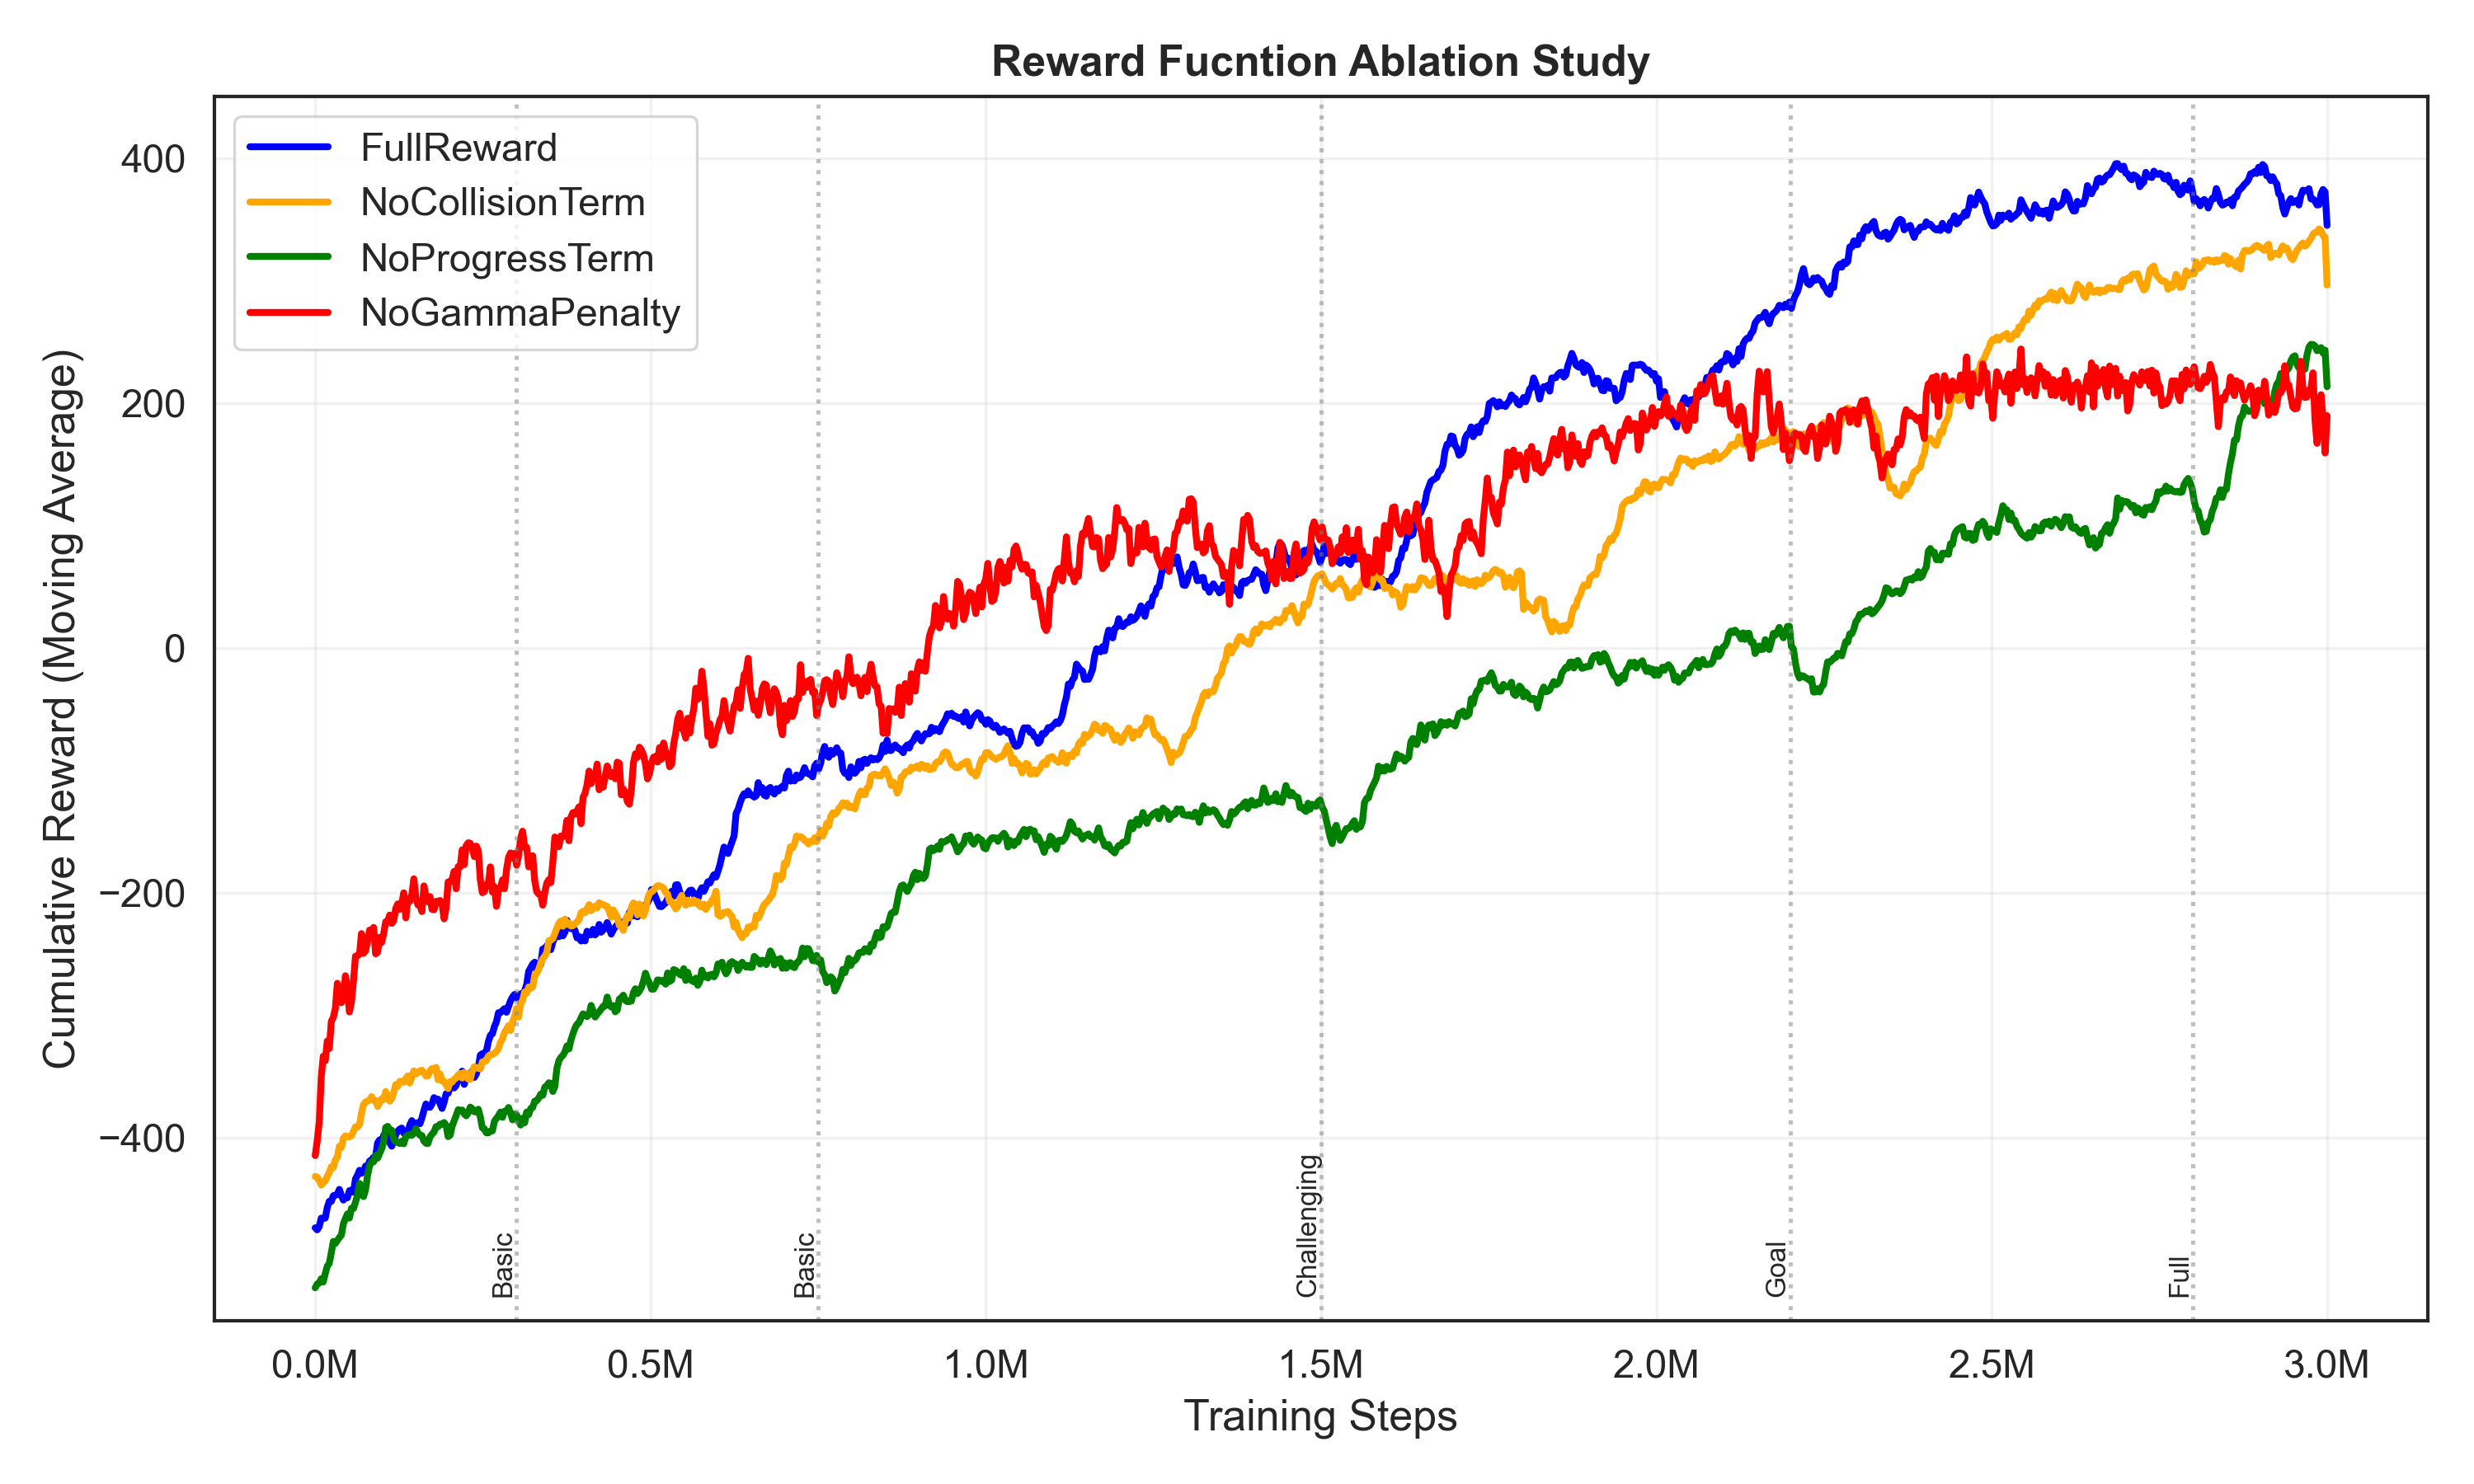 Reward Fucntion Ablation Study
FullReward
NoCollisionTerm
NoProgressTerm
NoGammaPenalty
Cumulative Reward (Moving Average)
400
200
0
−200
−400
Basic
Basic
Challenging
Goal
Full
0.0M
0.5M
1.0M
1.5M
2.0M
2.5M
3.0M
Training Steps